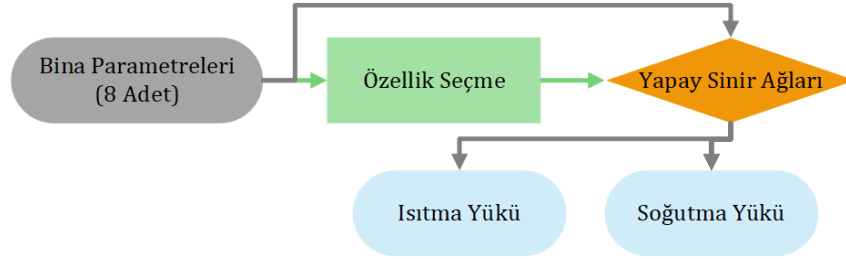 Bina Parametreleri
(8 Adet)
Özellik Seçme
Yapay Sinir Ağları
Isıtma Yükü
Soğutma Yükü